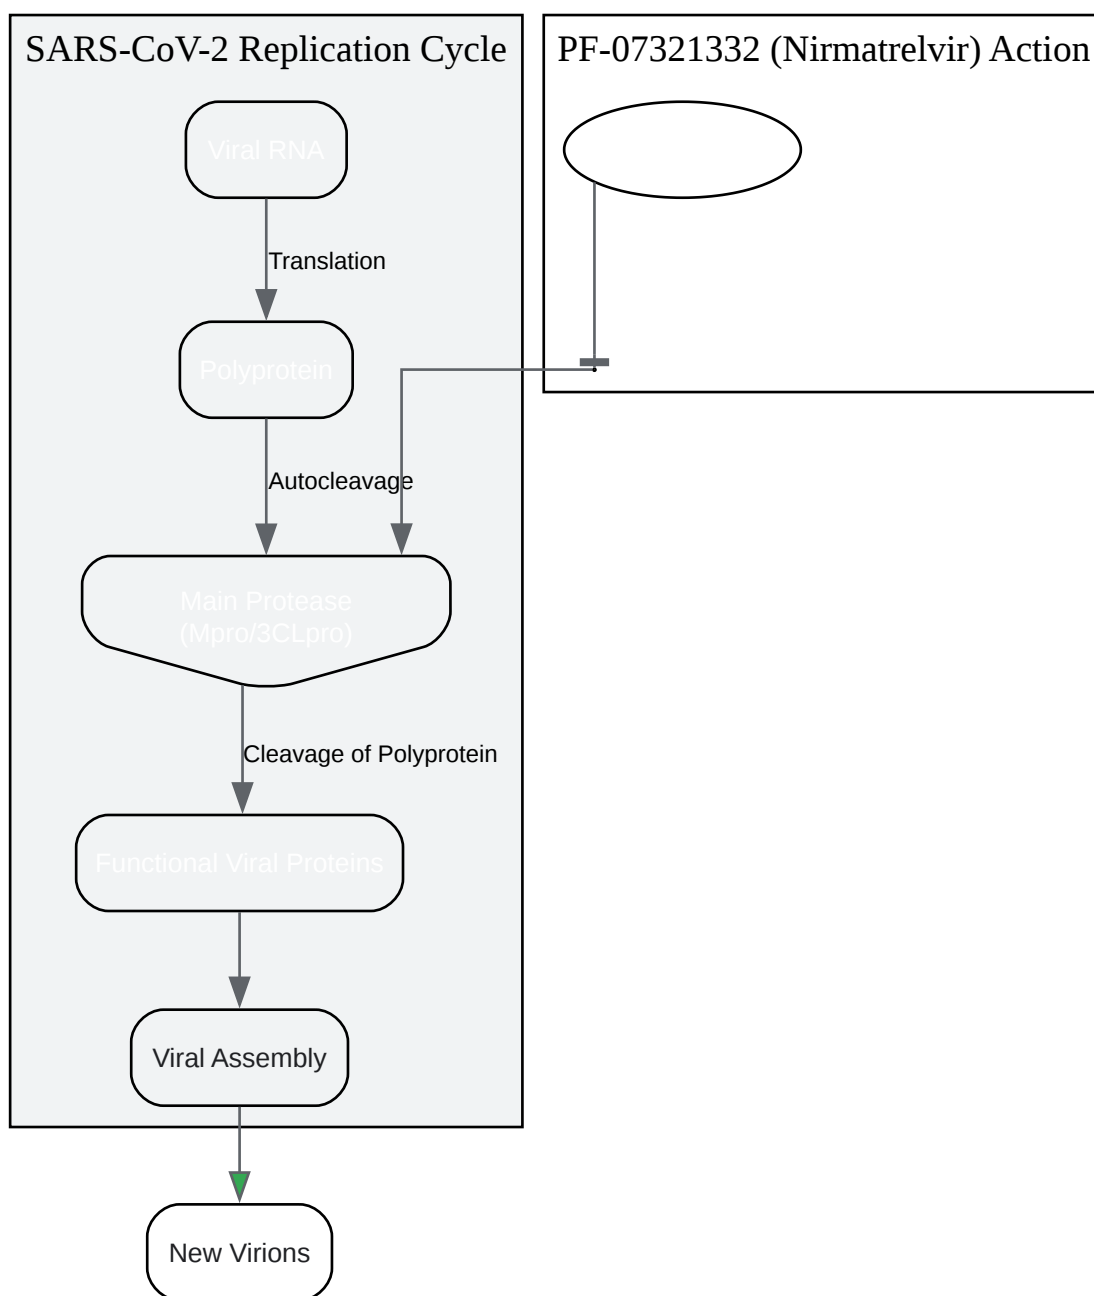 SARS-CoV-2 Replication Cycle
PF-07321332 (Nirmatrelvir) Action
Viral RNA
Translation
Polyprotein
Autocleavage
Main Protease
(Mpro/3CLpro)
Cleavage of Polyprotein
Functional Viral Proteins
Viral Assembly
New Virions